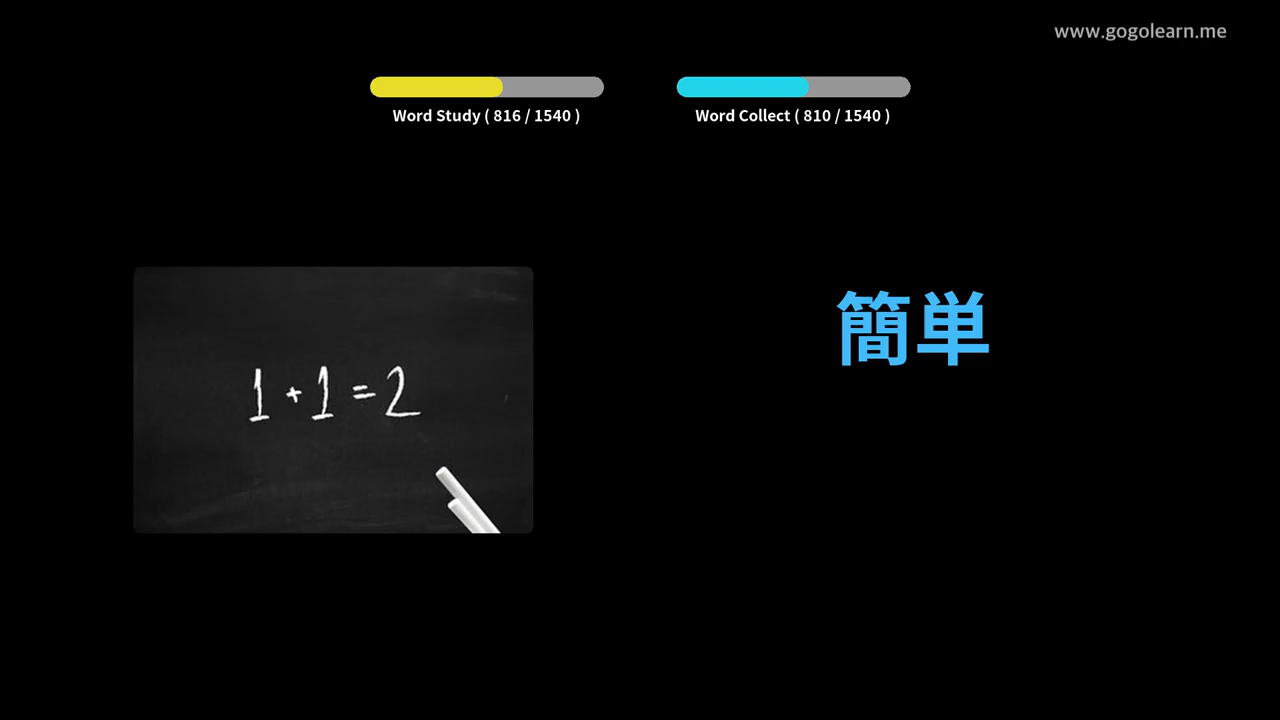 www.gogolearn.me
Word Study ( 816 / 1540 )
Word Collect ( 810 / 1540 )
1 + 1 = 2
簡単